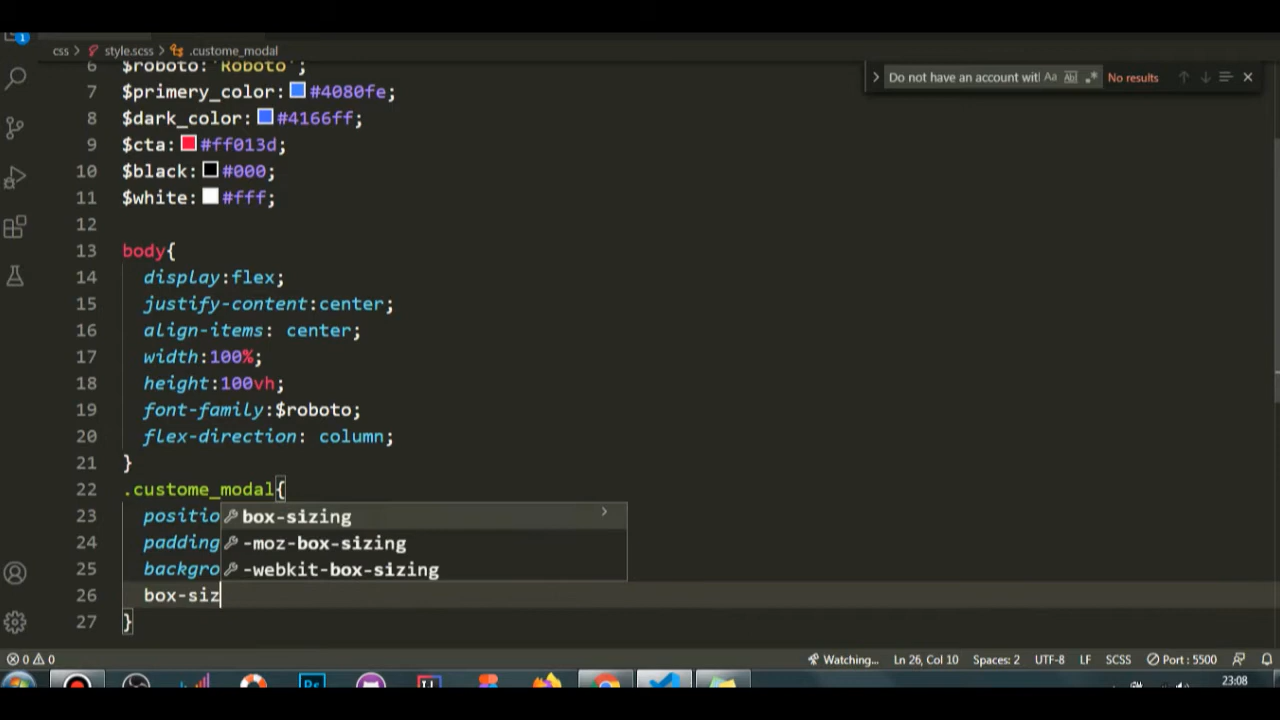 1
css > style.scss > .custome_modal
Do not have an account wit Aa Ab .* No results
6 $roboto:'Roboto';
7 $primery_color: #4080fe;
8 $dark_color: #4166ff;
9 $cta: #ff013d;
10 $black: #000;
11 $white: #fff;
12
13 body{
14 display:flex;
15 justify-content:center;
16 align-items: center;
17 width:100%;
18 height:100vh;
19 font-family:$roboto;
20 flex-direction: column;
21 }
22 .custome_modal{
23 positio box-sizing >
24 padding -moz-box-sizing
25 backgro -webkit-box-sizing
26 box-siz
27 }
0 0 Watching... Ln 26, Col 10 Spaces: 2 UTF-8 LF SCSS Port : 5500
Ps
23:08